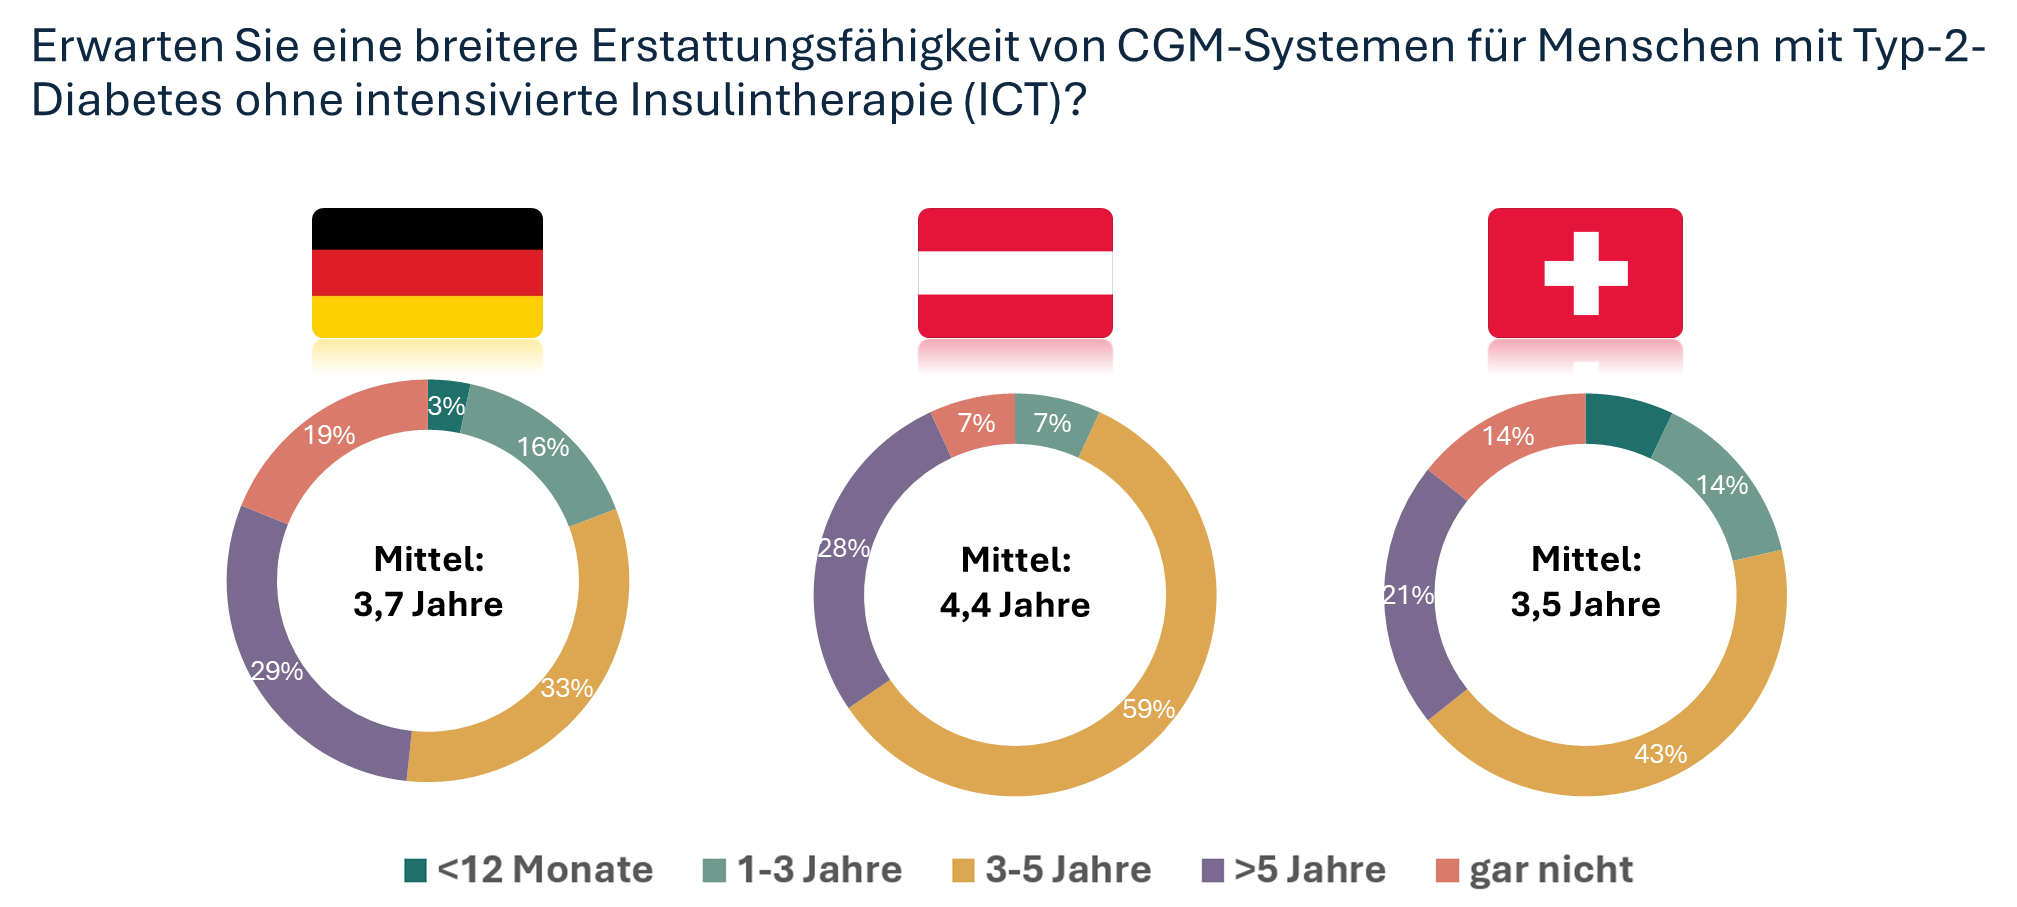 Erwarten Sie eine breitere Erstattungsfähigkeit von CGM-Systemen für Menschen mit Typ-2-
Diabetes ohne intensivierte Insulintherapie (ICT)?
3%
16%
33%
29%
19%
Mittel:
3,7 Jahre
7%
59%
28%
7%
Mittel:
4,4 Jahre
14%
43%
21%
14%
Mittel:
3,5 Jahre
<12 Monate
1-3 Jahre
3-5 Jahre
>5 Jahre
gar nicht